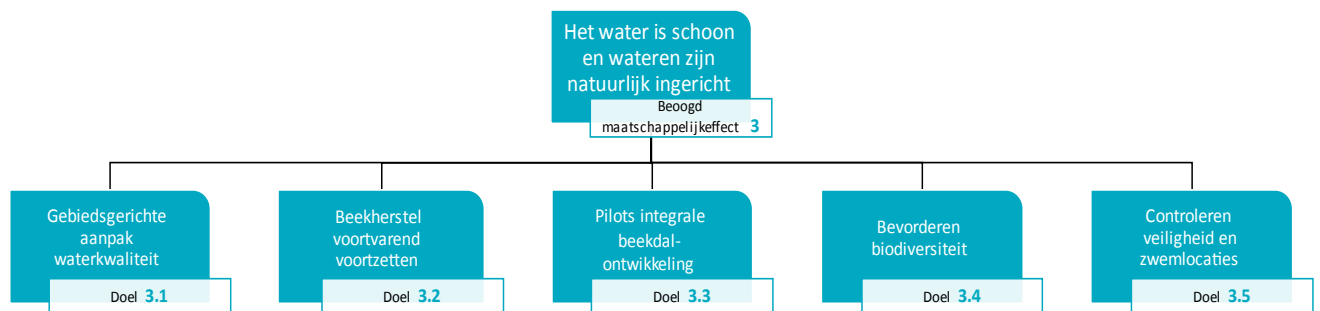 Het water is schoon
en wateren zijn
natuurlijk ingericht
Beoogd
maatschappelijkeffect 3
Gebiedsgerichte
aanpak
waterkwaliteit
Doel 3.1
Beekherstel
voortvarend
voortzetten
Doel 3.2
Pilots integrale
beekdal-
ontwikkeling
Doel 3.3
Bevorderen
biodiversiteit
Doel 3.4
Controleren
veiligheid en
zwemlocaties
Doel 3.5